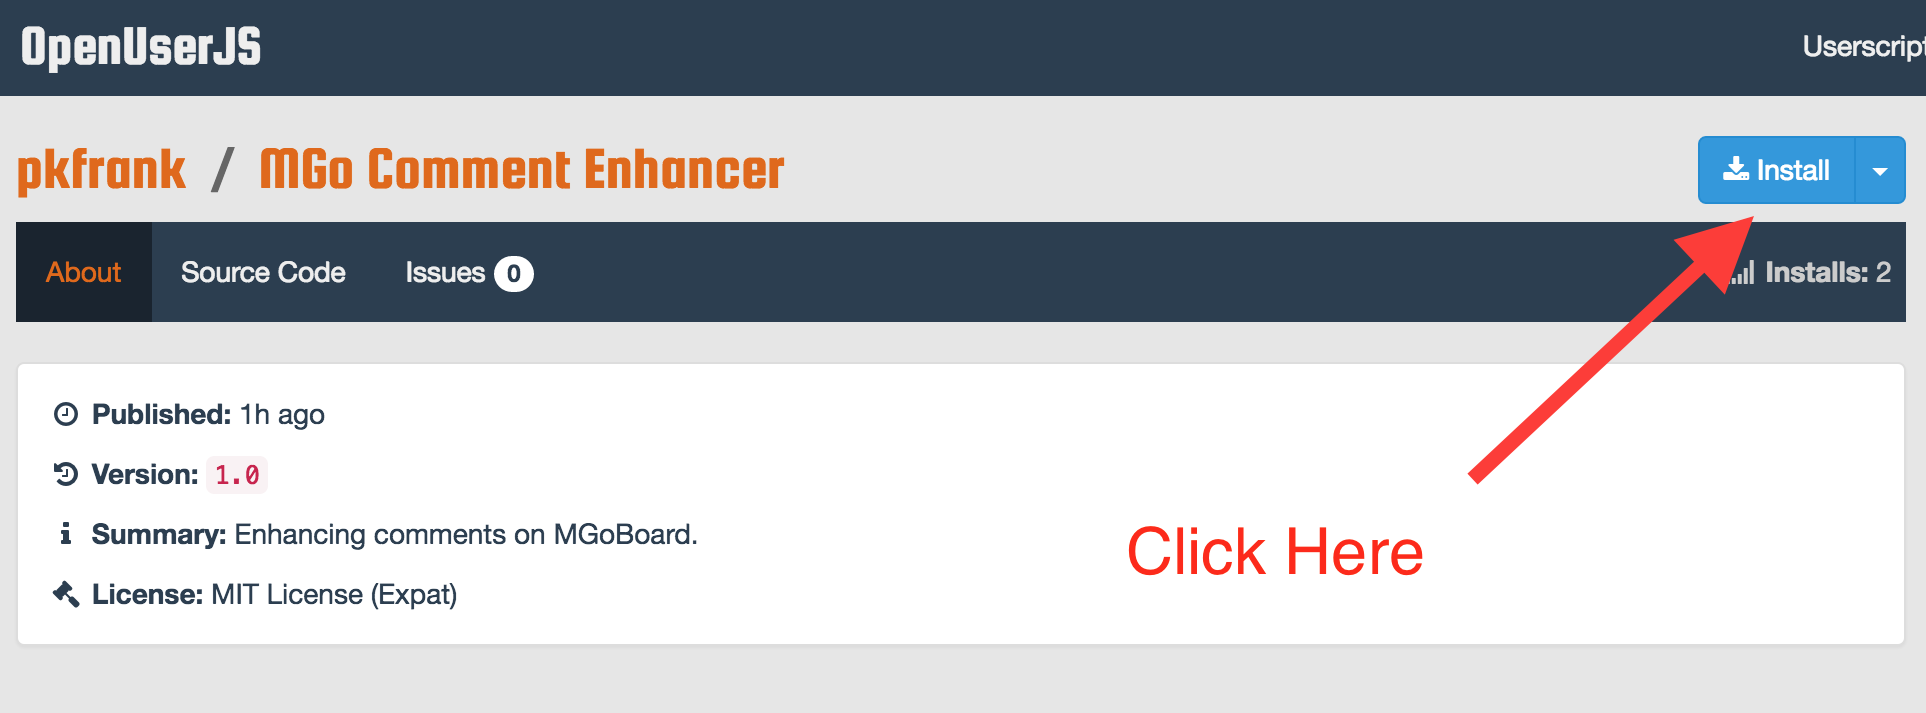 OpenUserJS
pkfrank / MGo Comment Enhancer
Install
About Source Code Issues 0 Installs: 2
Published: 1h ago
Version: 1.0
Summary: Enhancing comments on MGoBoard.
License: MIT License (Expat)
Click Here